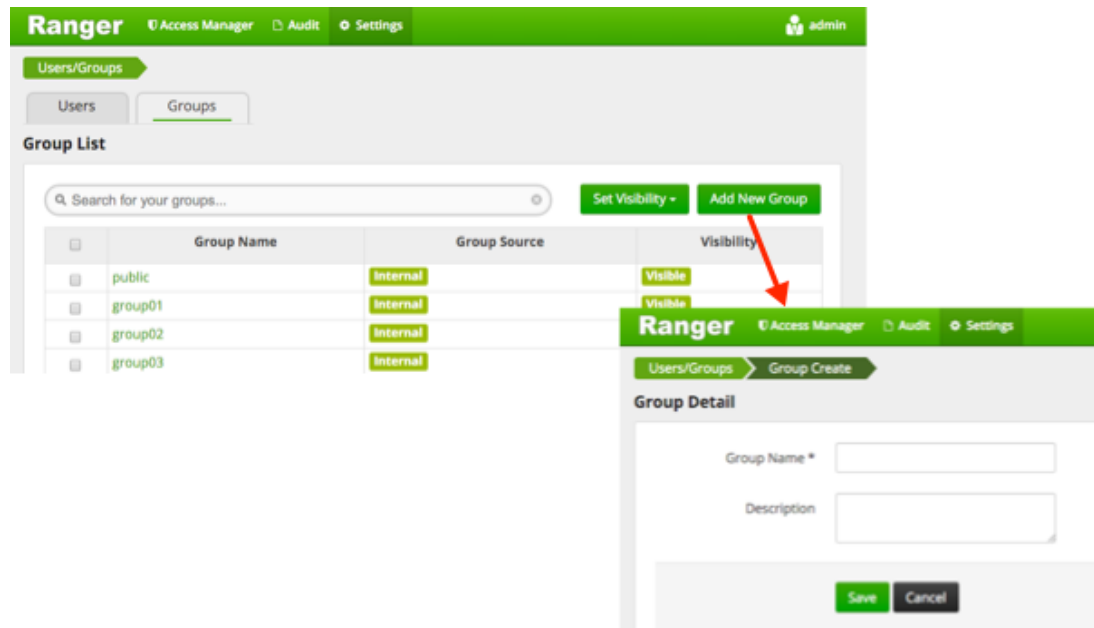 Ranger Access Manager Audit Settings admin
Users/Groups
Users Groups
Group List
Search for your groups... Set Visibility Add New Group
Group Name Group Source Visibility
public Internal Visible
group01 Internal Visible
group02 Internal
group03 Internal
Ranger Access Manager Audit Settings
Users/Groups Group Create
Group Detail
Group Name *
Description
Save Cancel